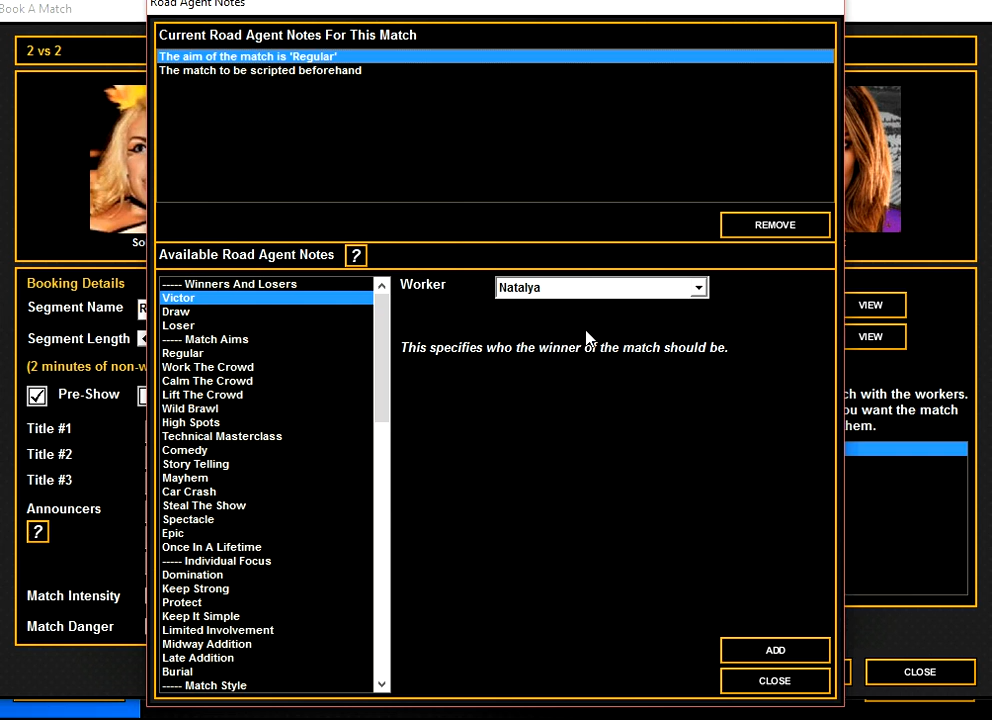 Book A Match
Road Agent Notes
2 vs 2
Current Road Agent Notes For This Match
The aim of the match is 'Regular'
The match to be scripted beforehand
REMOVE
Available Road Agent Notes ?
----- Winners And Losers
Victor
Draw
Loser
----- Match Aims
Regular
Work The Crowd
Calm The Crowd
Lift The Crowd
Wild Brawl
High Spots
Technical Masterclass
Comedy
Story Telling
Mayhem
Car Crash
Steal The Show
Spectacle
Epic
Once In A Lifetime
----- Individual Focus
Domination
Keep Strong
Protect
Keep It Simple
Limited Involvement
Midway Addition
Late Addition
Burial
----- Match Style
Worker Natalya
This specifies who the winner of the match should be.
ADD
CLOSE
So
Booking Details
Segment Name R
Segment Length <
(2 minutes of non-w
Pre-Show
Title #1
Title #2
Title #3
Announcers
?
Match Intensity
Match Danger
VIEW
VIEW
ch with the workers.
ou want the match
hem.
CLOSE